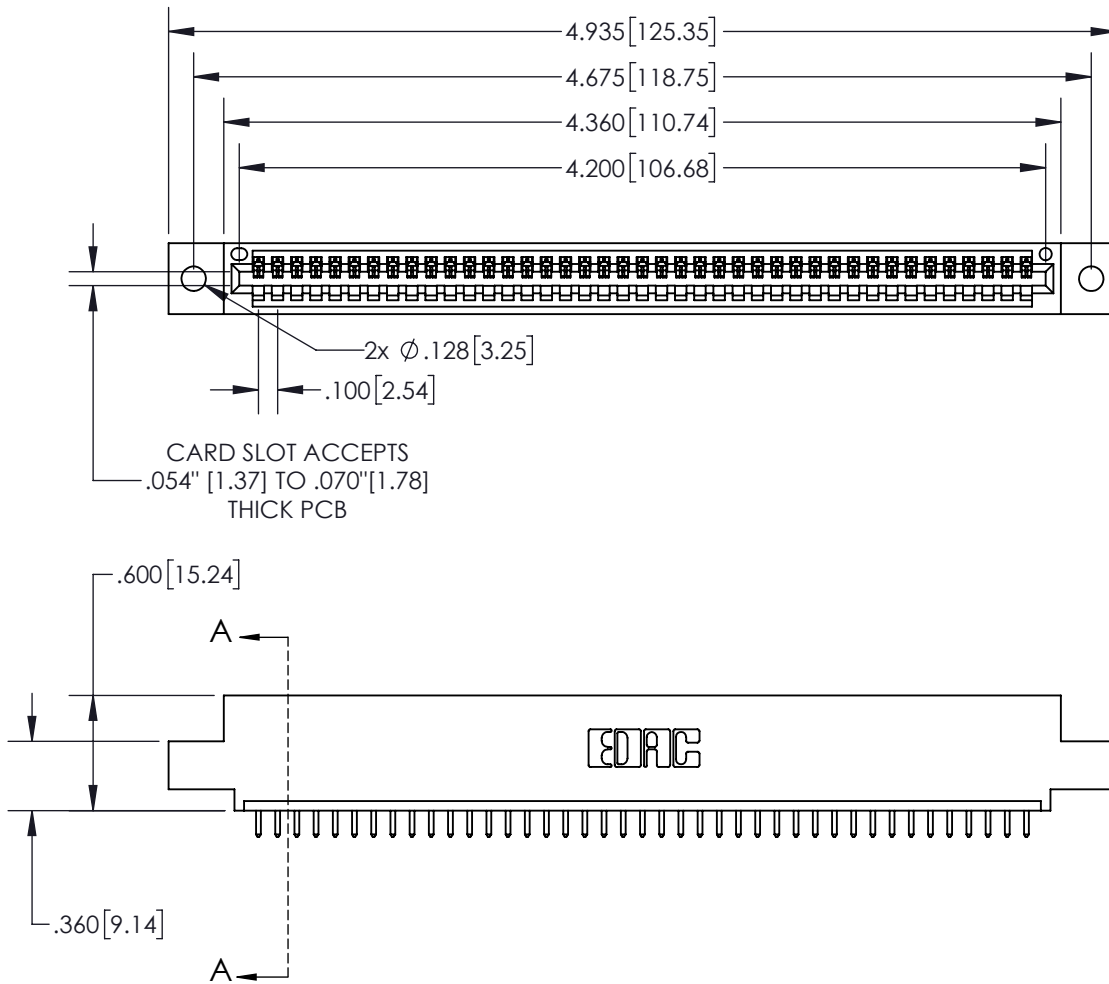 4.935[125.35]
4.675[118.75]
4.360[110.74]
4.200[106.68]
2x ∅.128[3.25]
.100[2.54]
CARD SLOT ACCEPTS
.054" [1.37] TO .070"[1.78]
THICK PCB
.600[15.24]
A
EDAC
.360[9.14]
A